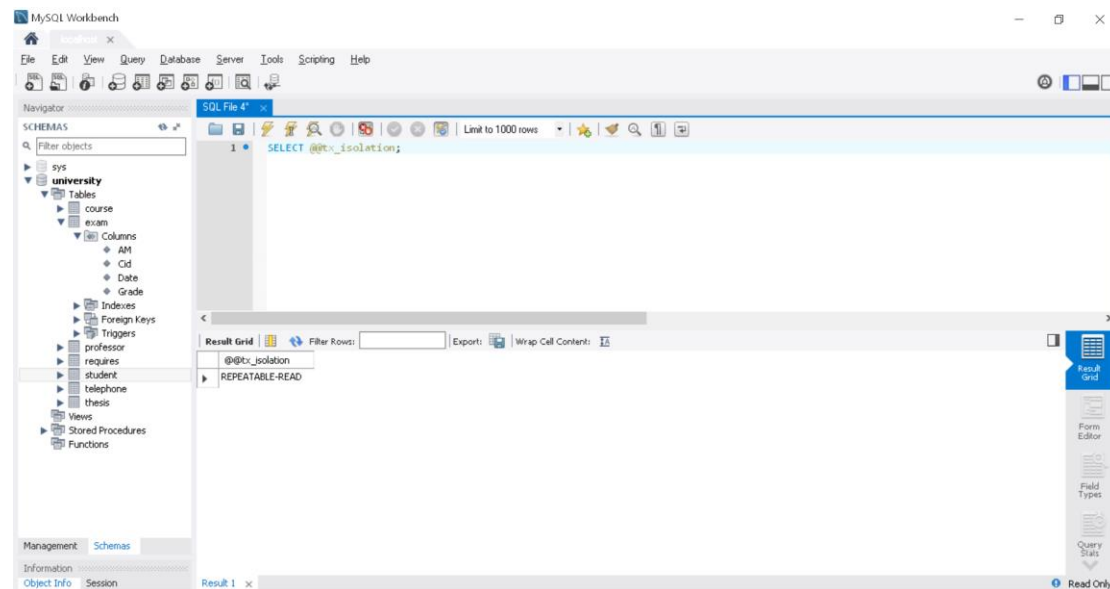 MySQL Workbench
File Edit View Query Database Server Tools Scripting Help
Navigator
SCHEMAS
Filter objects
sys
university
Tables
course
exam
Columns
AM
Cid
Date
Grade
Indexes
Foreign Keys
Triggers
professor
requires
student
telephone
thesis
Views
Stored Procedures
Functions
Management Schemas
Information
Object Info Session
SQL File 4*
Limit to 1000 rows
1 SELECT @@tx_isolation;
Result Grid Filter Rows: Export: Wrap Cell Content:
@@tx_isolation
REPEATABLE-READ
Result
Grid
Form
Editor
Field
Types
Query
Stats
Result 1
Read Only